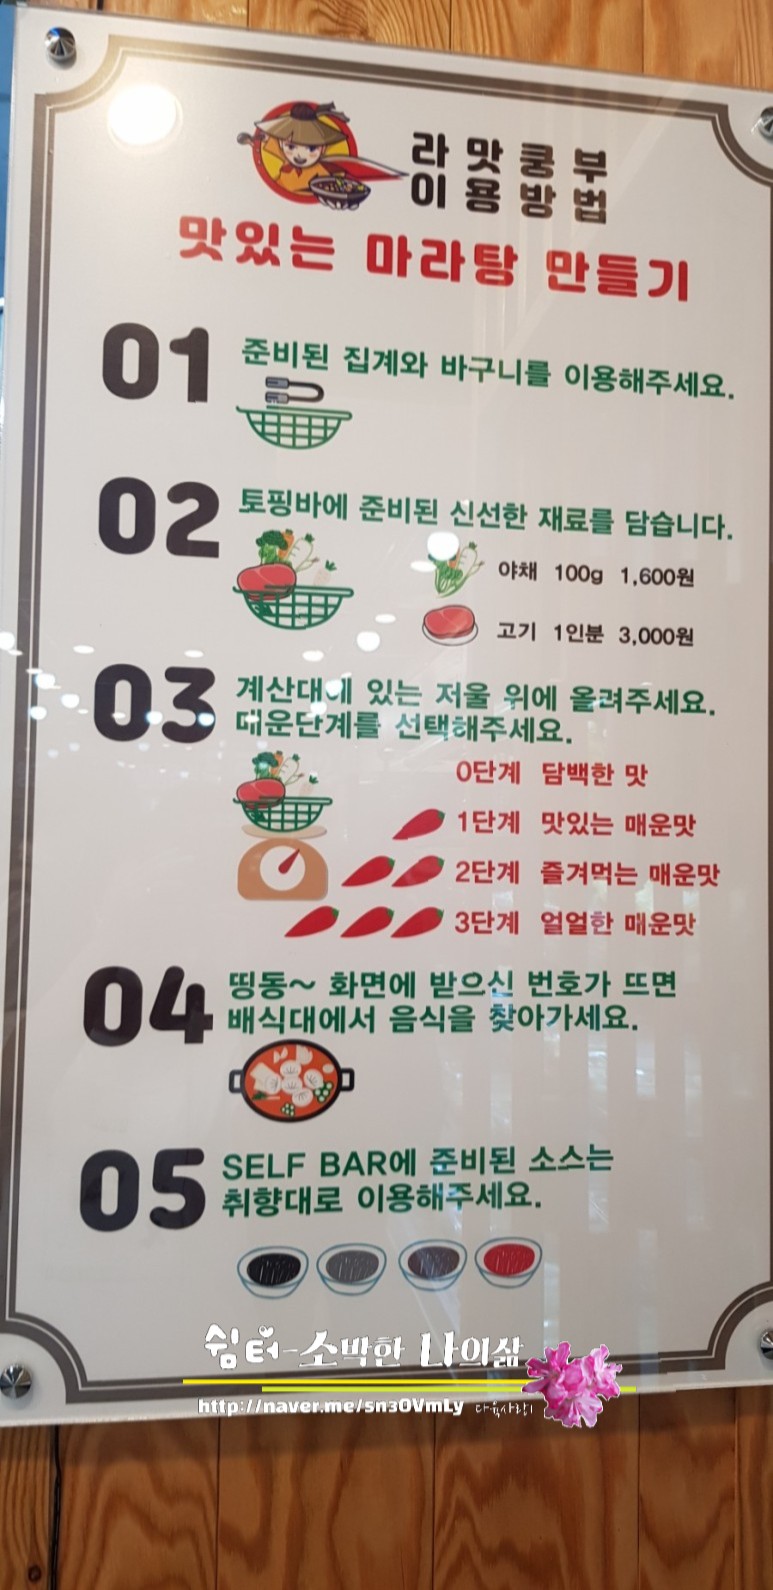 라맛쿵부
이용방법
맛있는 마라탕 만들기
01 준비된 집계와 바구니를 이용해주세요.
02 토핑바에 준비된 신선한 재료를 담습니다.
야채 100g 1,600원
고기 1인분 3,000원
03 계산대에 있는 저울 위에 올려주세요.
매운단계를 선택해주세요.
0단계 담백한 맛
1단계 맛있는 매운맛
2단계 즐겨먹는 매운맛
3단계 얼얼한 매운맛
04 띵동~ 화면에 받으신 번호가 뜨면
배식대에서 음식을 찾아가세요.
05 SELF BAR에 준비된 소스는
취향대로 이용해주세요.
쉼터-소박한 나의삶
http://naver.me/sn3OVmLy 다육사랑